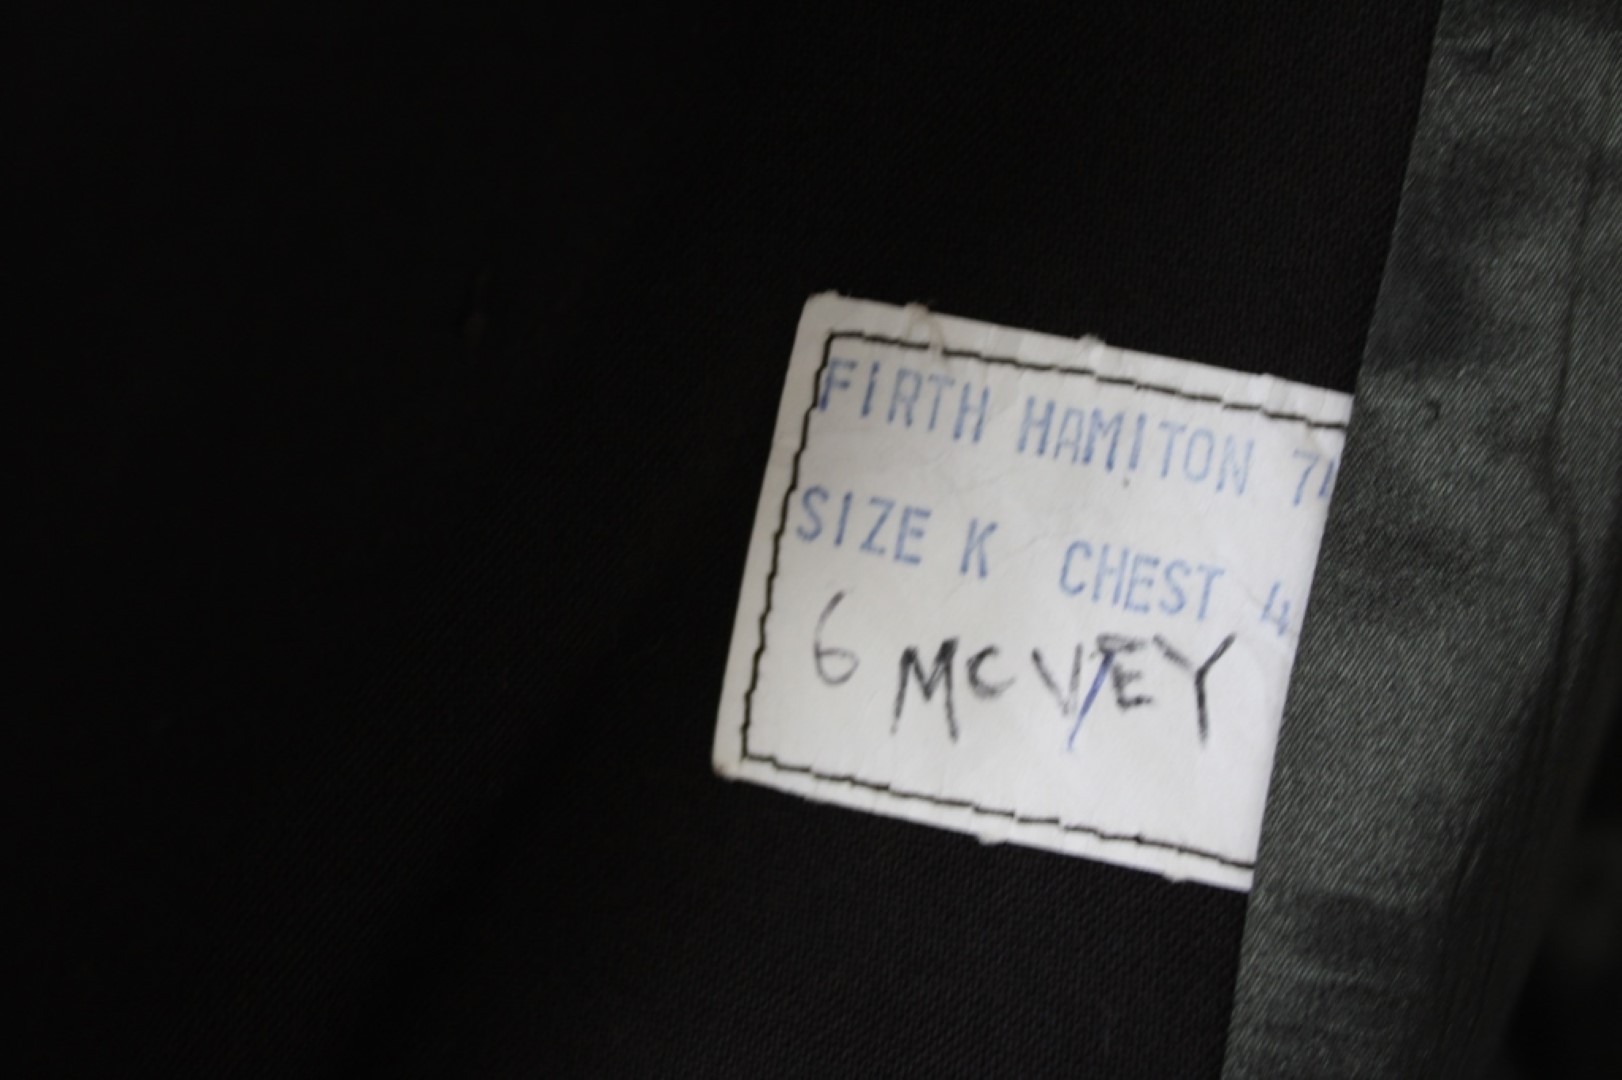 FIRTH HAMITON 7
SIZE K CHEST 4
6 MCVEY